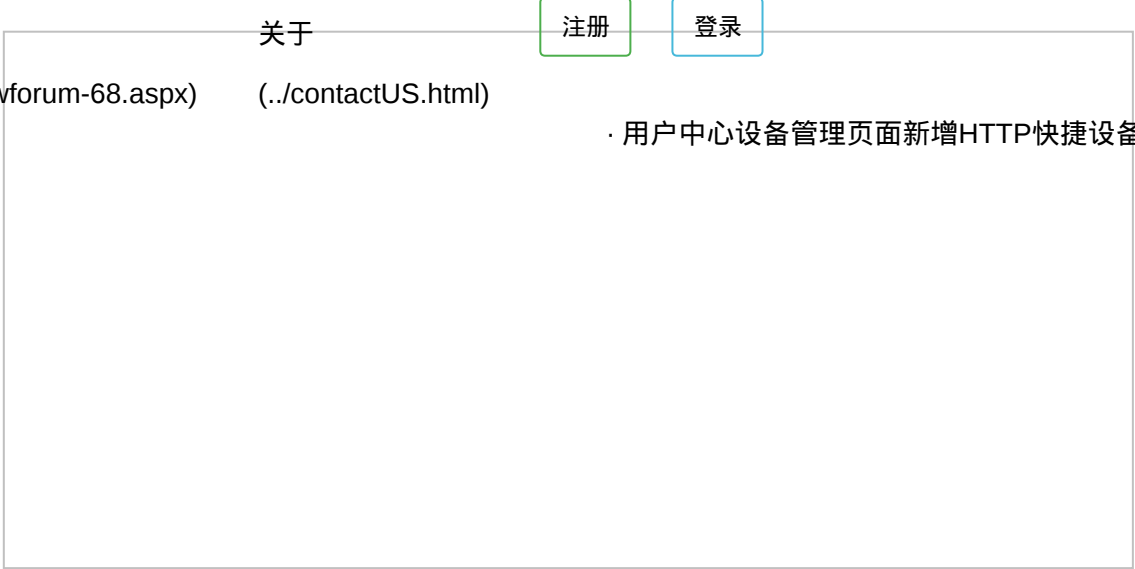 关于
注册
登录
forum-68.aspx)
(../contactUS.html)
· 用户中心设备管理页面新增HTTP快捷设备